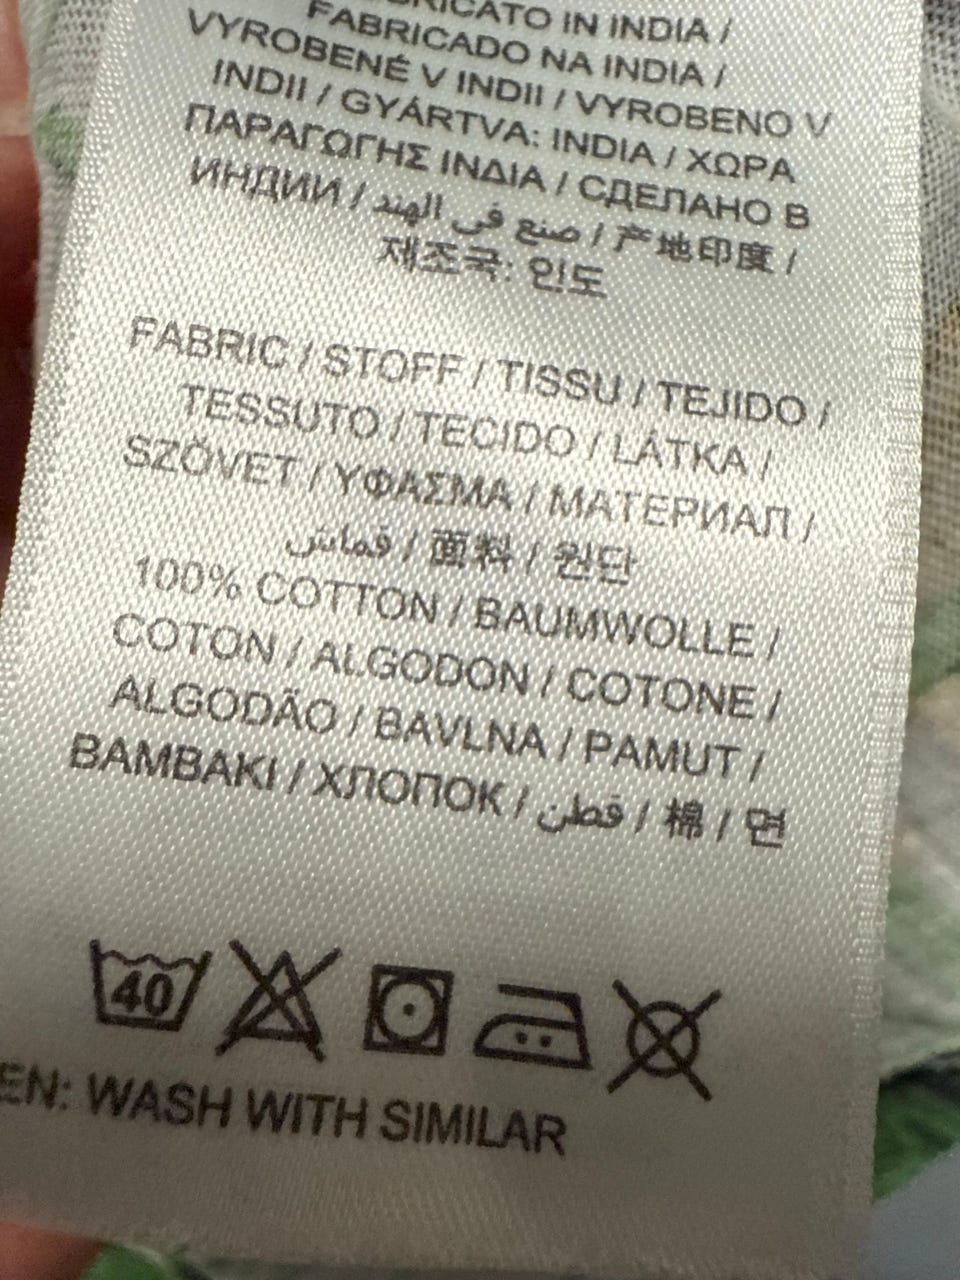 FABRICATO IN INDIA /
FABRICADO NA INDIA /
VYROBENÉ V INDII / VYROBENO V
INDII / GYÁRTVA: INDIA / ΧΩΡΑ
ΠΑΡΑΓΩΓΗΣ ΙΝΔΙΑ / СДЕЛАНО В
ИНДИИ / صنع في الهند / 产地印度 /
제조국: 인도
FABRIC / STOFF / TISSU / TEJIDO /
TESSUTO / TECIDO / LÁTKA /
SZÖVET / ΥΦΑΣΜΑ / МАТЕРИАЛ /
قماش / 面料 / 원단
100% COTTON / BAUMWOLLE /
COTON / ALGODON / COTONE /
ALGODÃO / BAVLNA / PAMUT /
BAMBAKI / ХЛОПОК / قطن / 棉 / 면
40
EN: WASH WITH SIMILAR